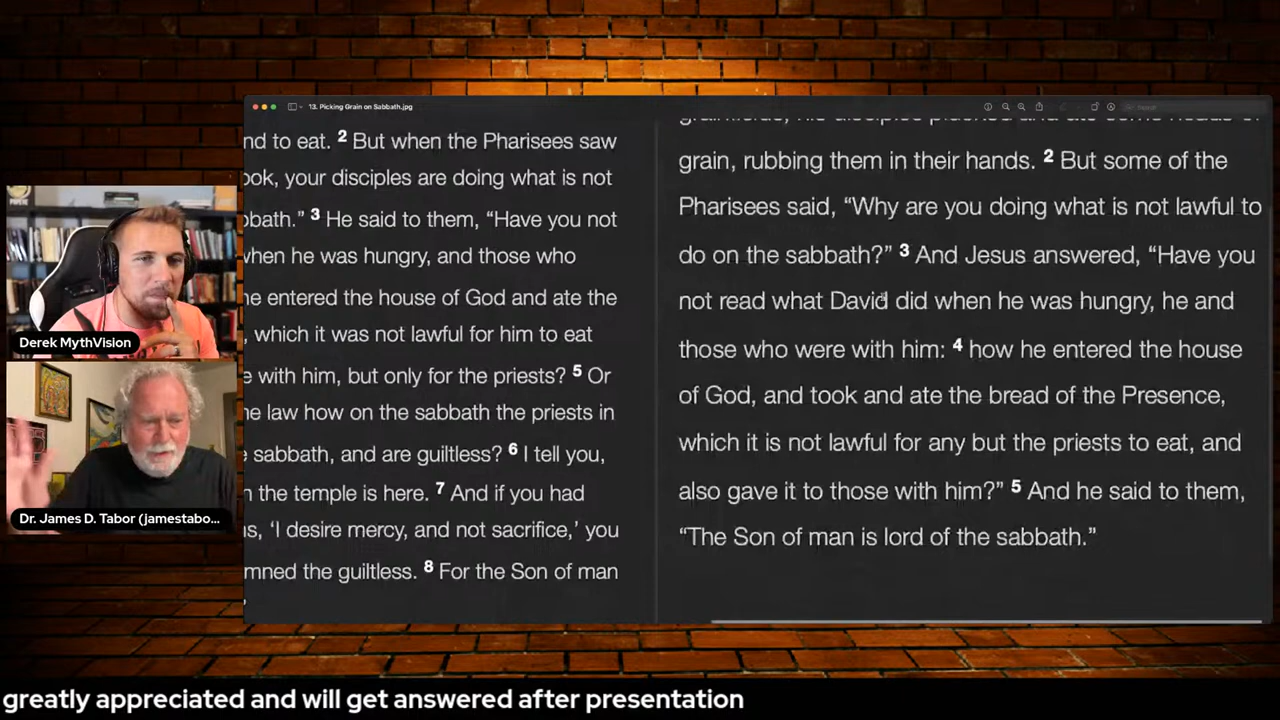 13. Picking Grain on Sabbath.jpg
nd to eat. 2 But when the Pharisees saw
ook, your disciples are doing what is not
bbath.” 3 He said to them, “Have you not
when he was hungry, and those who
he entered the house of God and ate the
, which it was not lawful for him to eat
e with him, but only for the priests? 5 Or
he law how on the sabbath the priests in
e sabbath, and are guiltless? 6 I tell you,
n the temple is here. 7 And if you had
s, ‘I desire mercy, and not sacrifice,’ you
mned the guiltless. 8 For the Son of man
grain, rubbing them in their hands. 2 But some of the
Pharisees said, “Why are you doing what is not lawful to
do on the sabbath?” 3 And Jesus answered, “Have you
not read what David did when he was hungry, he and
those who were with him: 4 how he entered the house
of God, and took and ate the bread of the Presence,
which it is not lawful for any but the priests to eat, and
also gave it to those with him?” 5 And he said to them,
“The Son of man is lord of the sabbath.”
Derek MythVision
Dr. James D. Tabor (jamestabo...
greatly appreciated and will get answered after presentation